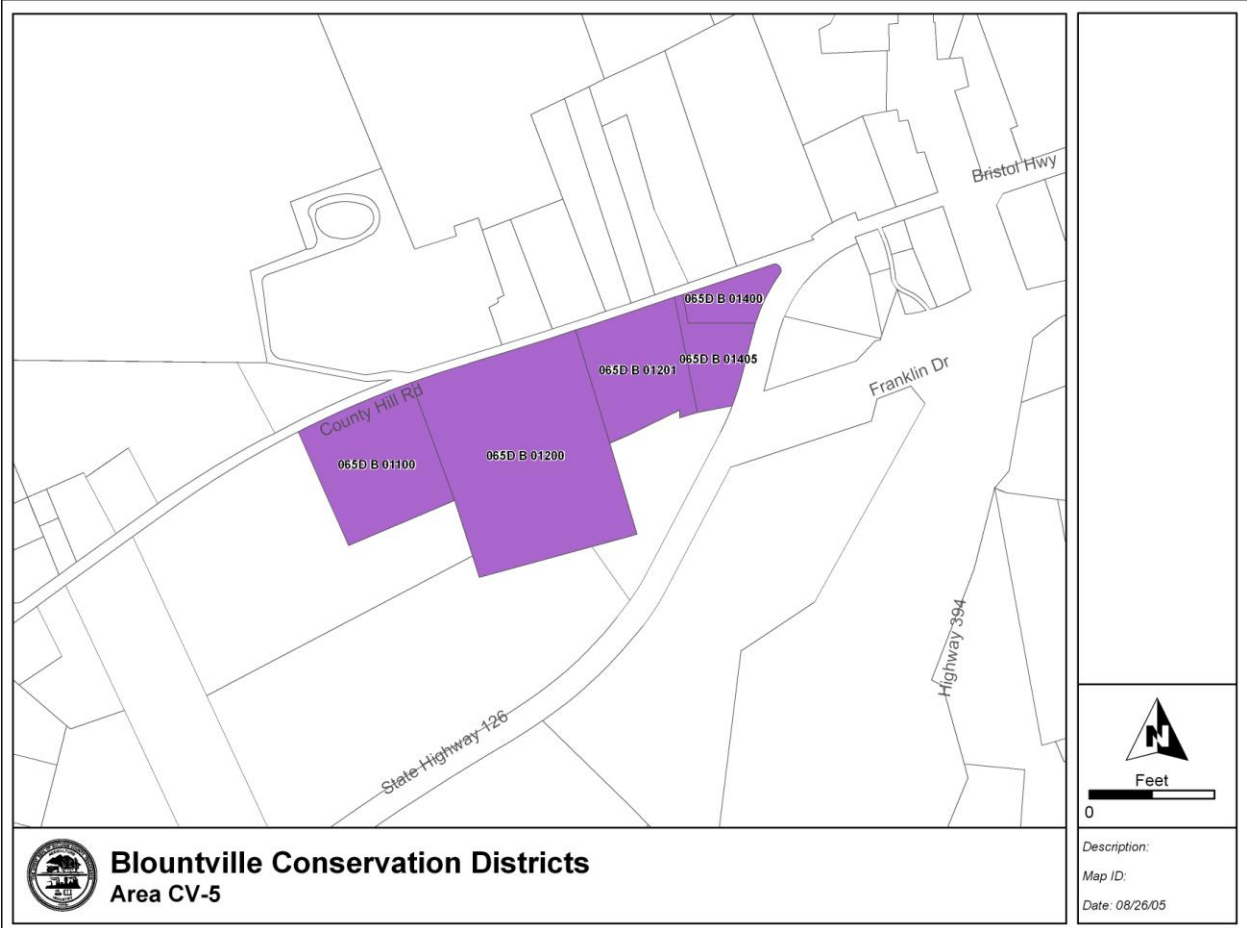 Bristol Hwy
065D B 01400
065D B 01405
065D B 01201
Franklin Dr
County Hill Rd
065D B 01100
065D B 01200
Highway 394
State Highway 126
N
Feet
0
Blountville Conservation Districts
Area CV-5
Description:
Map ID:
Date: 08/26/05